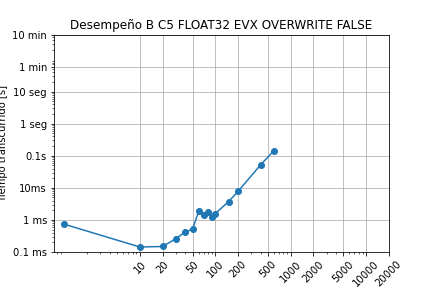 Desempeño B C5 FLOAT32 EVX OVERWRITE FALSE
10 min
1 min
10 seg
1 seg
0.1s
10ms
1 ms
0.1 ms
transcurrido [s]
10
20
50
100
200
500
1000
2000
5000
10000
20000